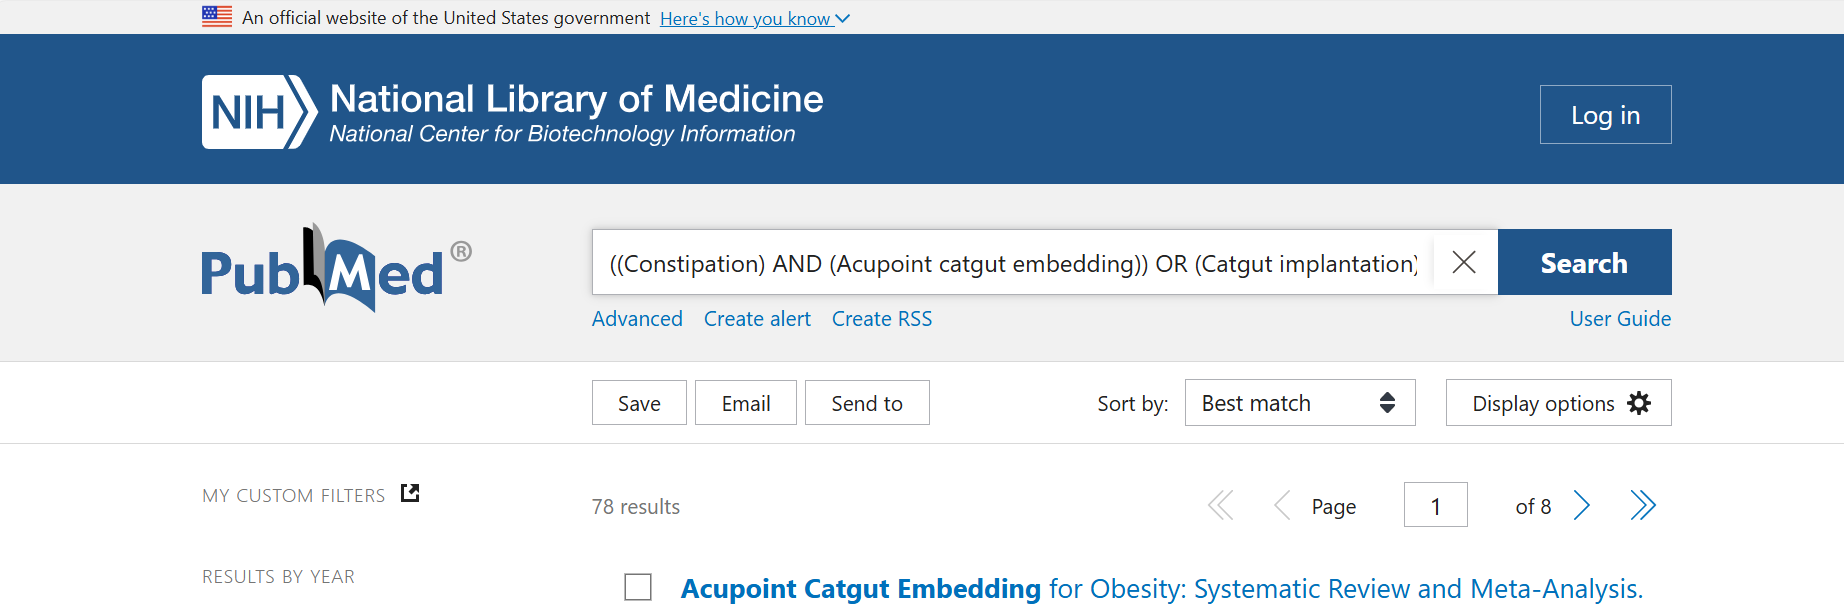 An official website of the United States government Here's how you know
NIH National Library of Medicine
National Center for Biotechnology Information
Log in
PubMed®
((Constipation) AND (Acupoint catgut embedding)) OR (Catgut implantation)
Search
Advanced Create alert Create RSS User Guide
Save Email Send to Sort by: Best match Display options
MY CUSTOM FILTERS
78 results Page 1 of 8
RESULTS BY YEAR
Acupoint Catgut Embedding for Obesity: Systematic Review and Meta-Analysis.